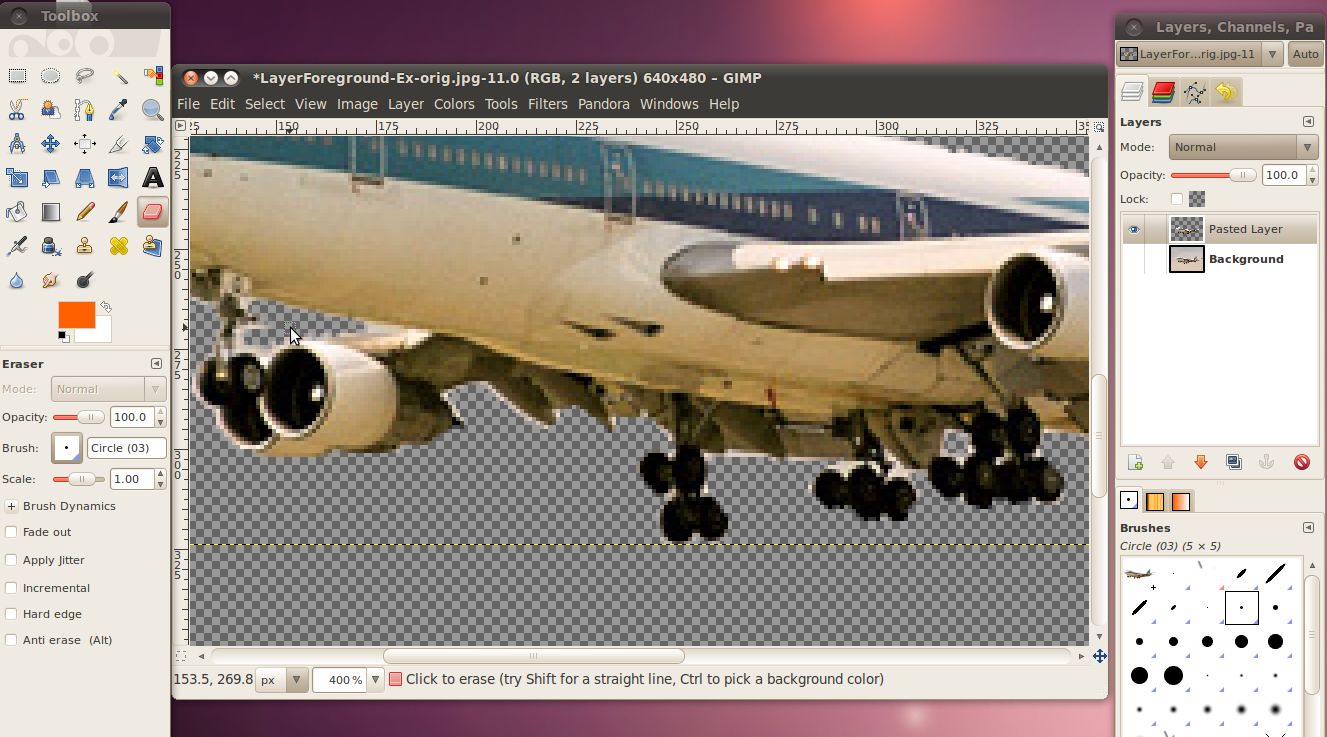 Toolbox
Layers, Channels, Pa
LayerFor...rig.jpg-11
Auto
*LayerForeground-Ex-orig.jpg-11.0 (RGB, 2 layers) 640x480 – GIMP
File Edit Select View Image Layer Colors Tools Filters Pandora Windows Help
150 175 200 225 250 275 300 325
225
250
275
300
325
Layers
Mode: Normal
Opacity: 100.0
Lock:
Pasted Layer
Background
Eraser
Mode: Normal
Opacity: 100.0
Brush: Circle (03)
Scale: 1.00
Brush Dynamics
Fade out
Apply Jitter
Incremental
Hard edge
Anti erase (Alt)
Brushes
Circle (03) (5 × 5)
153.5, 269.8 px 400 % Click to erase (try Shift for a straight line, Ctrl to pick a background color)